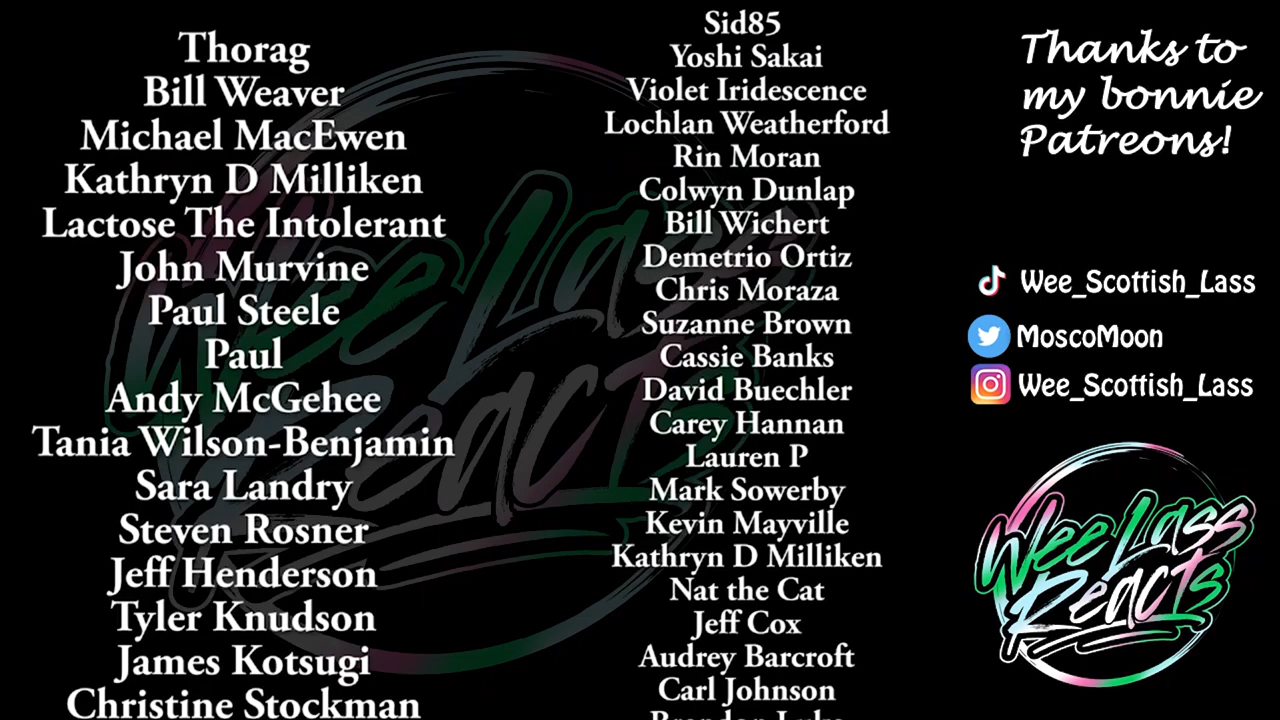 Thorag
Bill Weaver
Michael MacEwen
Kathryn D Milliken
Lactose The Intolerant
John Murvine
Paul Steele
Paul
Andy McGehee
Tania Wilson-Benjamin
Sara Landry
Steven Rosner
Jeff Henderson
Tyler Knudson
James Kotsugi
Christine Stockman
Sid85
Yoshi Sakai
Violet Iridescence
Lochlan Weatherford
Rin Moran
Colwyn Dunlap
Bill Wichert
Demetrio Ortiz
Chris Moraza
Suzanne Brown
Cassie Banks
David Buechler
Carey Hannan
Lauren P
Mark Sowerby
Kevin Mayville
Kathryn D Milliken
Nat the Cat
Jeff Cox
Audrey Barcroft
Carl Johnson
Thanks to
my bonnie
Patreons!
Wee_Scottish_Lass
MoscoMoon
Wee_Scottish_Lass
Wee Lass
Reacts
Wee Lass
Reacts